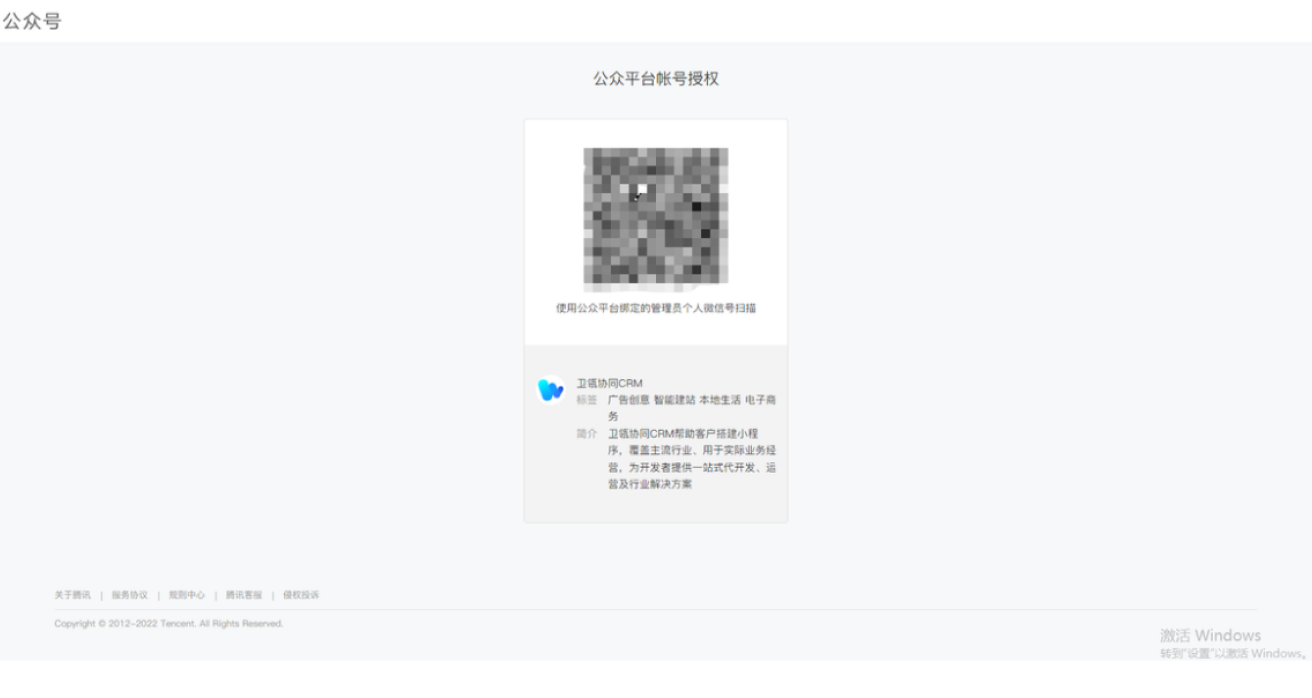 公众号
公众平台帐号授权
使用公众平台绑定的管理员个人微信号扫描
卫瓴协同CRM
标签 广告创意 智能建站 本地生活 电子商
务
简介 卫瓴协同CRM帮助客户搭建小程
序，覆盖主流行业、用于实际业务经
营，为开发者提供一站式代开发、运
营及行业解决方案
关于腾讯 | 服务协议 | 规则中心 | 腾讯客服 | 侵权投诉
Copyright © 2012-2022 Tencent. All Rights Reserved.
激活 Windows
转到“设置”以激活 Windows。